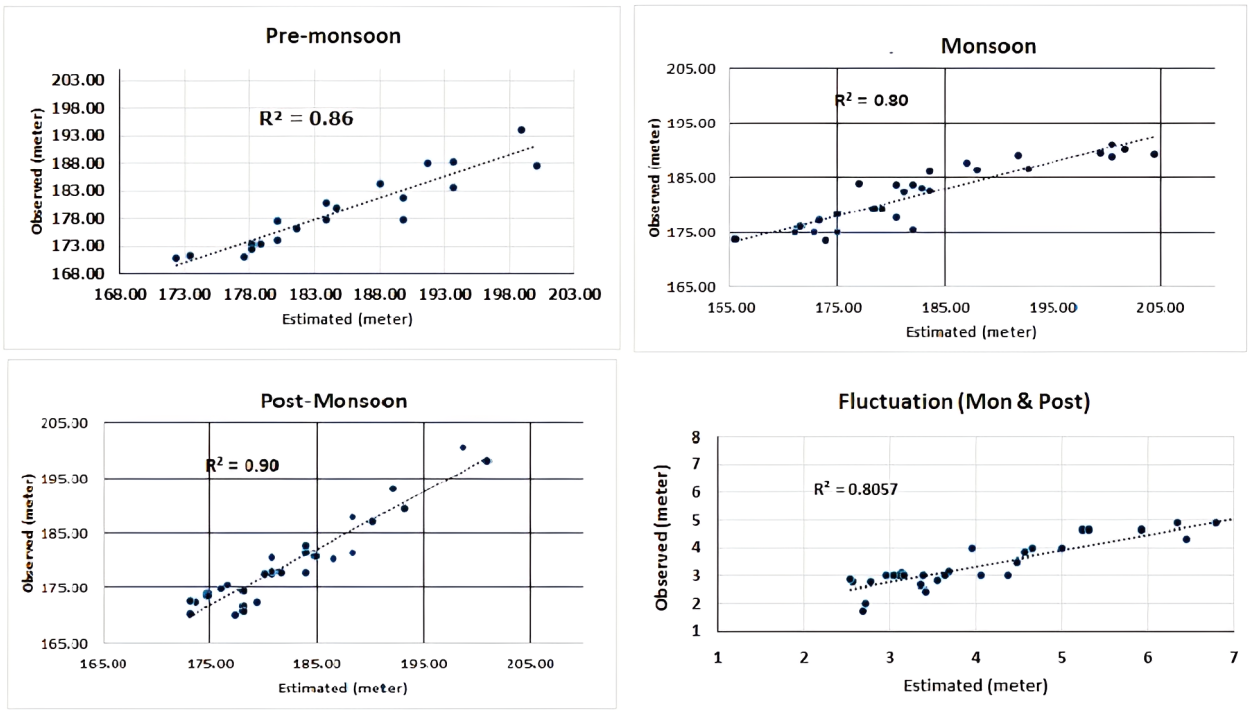 Pre-monsoon
R² = 0.86
Observed (meter)
203.00
198.00
193.00
188.00
183.00
178.00
173.00
168.00
168.00 173.00 178.00 183.00 188.00 193.00 198.00 203.00
Estimated (meter)
Monsoon
R² = 0.80
Observed (meter)
205.00
195.00
185.00
175.00
165.00
155.00 175.00 185.00 195.00 205.00
Estimated (meter)
Post-Monsoon
R² = 0.90
Observed (meter)
205.30
195.30
185.30
175.30
165.30
165.00 175.00 185.00 195.00 205.00
Estimated (meter)
Fluctuation (Mon & Post)
R² = 0.8057
Observed (meter)
8
7
6
5
4
3
2
1
1 2 3 4 5 6 7
Estimated (meter)